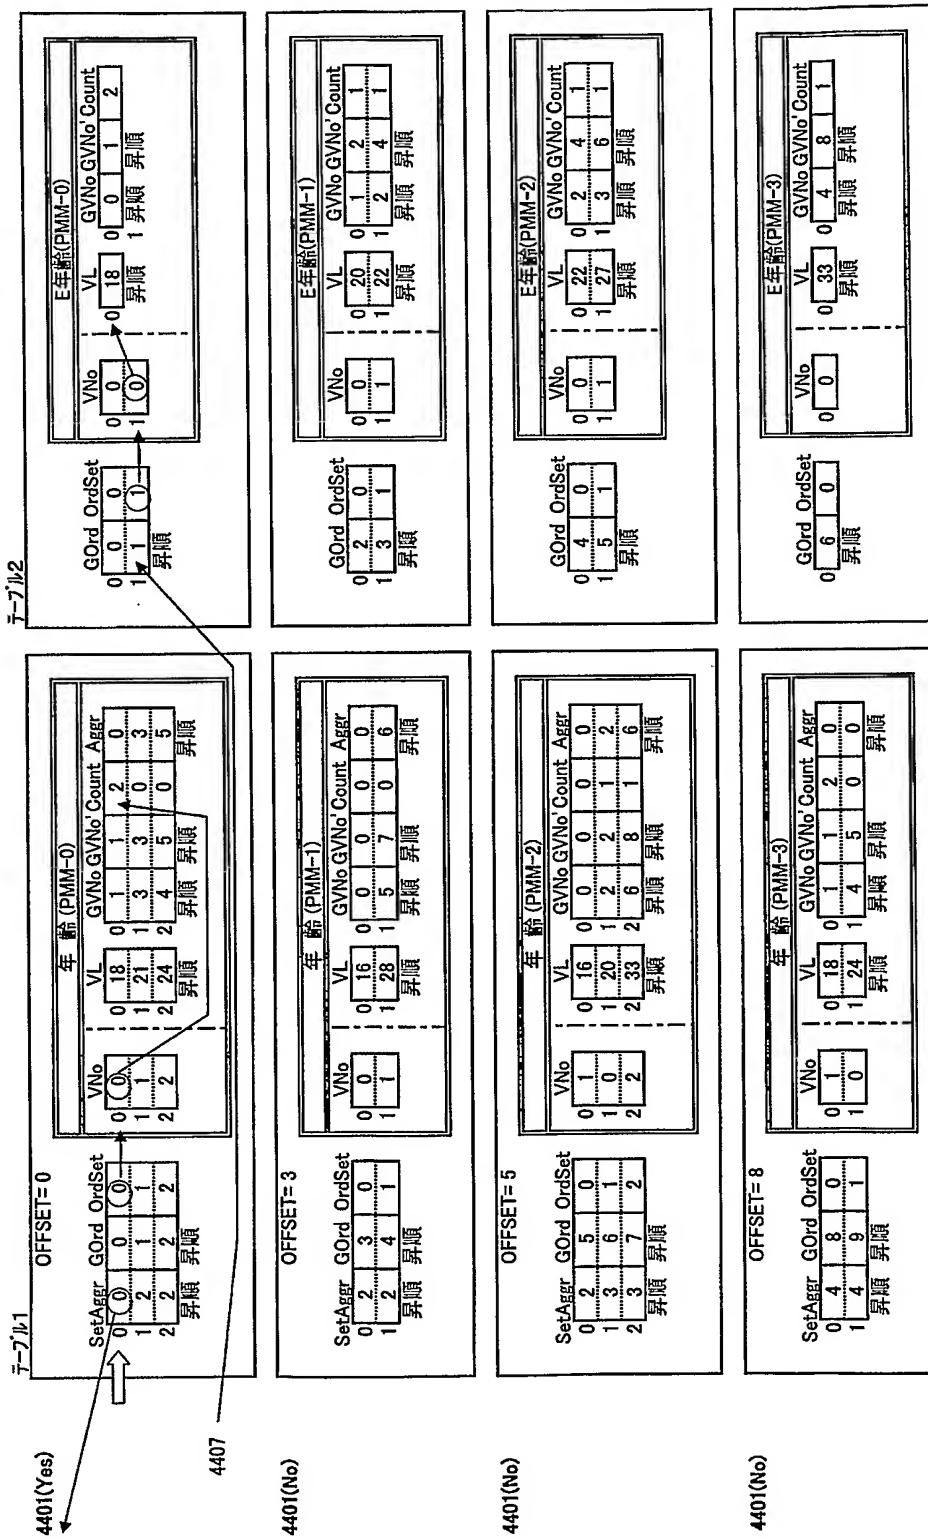 テーブル1
4401(Yes)
OFFSET= 0
年 齢 (PMM-0)
SetAggr GOrd OrdSet VNo VL GVNo GVNo' Count Aggr
0 0 0 0 0 0 0 18 0 1 1 2 0
1 2 1 1 1 1 1 21 1 3 3 0 3
2 2 2 2 2 2 2 24 2 4 5 0 5
昇順 昇順 昇順 昇順 昇順 昇順
4407
テーブル2
E年齢(PMM-0)
GOrd OrdSet VNo VL GVNo GVNo' Count
0 0 0 0 0 0 18 0 0 1 2
1 1 1 1 0 昇順 1 昇順 昇順
昇順
4401(No)
OFFSET= 3
年 齢 (PMM-1)
SetAggr GOrd OrdSet VNo VL GVNo GVNo' Count Aggr
0 2 3 0 0 0 0 16 0 0 0 0 0
1 2 4 1 1 1 1 28 1 5 7 0 6
昇順 昇順 昇順 昇順 昇順 昇順
E年齢(PMM-1)
GOrd OrdSet VNo VL GVNo GVNo' Count
0 2 0 0 0 0 20 0 1 2 1
1 3 1 1 1 1 22 1 2 4 1
昇順 昇順 昇順 昇順
4401(No)
OFFSET= 5
年 齢 (PMM-2)
SetAggr GOrd OrdSet VNo VL GVNo GVNo' Count Aggr
0 2 5 0 0 1 0 16 0 0 0 1 0
1 3 6 1 1 0 1 20 1 2 2 1 2
2 3 7 2 2 2 2 33 2 6 8 1 6
昇順 昇順 昇順 昇順 昇順 昇順
E年齢(PMM-2)
GOrd OrdSet VNo VL GVNo GVNo' Count
0 4 0 0 0 0 22 0 2 4 1
1 5 1 1 1 1 27 1 3 6 1
昇順 昇順 昇順 昇順
4401(No)
OFFSET= 8
年 齢 (PMM-3)
SetAggr GOrd OrdSet VNo VL GVNo GVNo' Count Aggr
0 4 8 0 0 1 0 18 0 1 1 2 0
1 4 9 1 1 0 1 24 1 4 5 0 0
昇順 昇順 昇順 昇順 昇順 昇順
E年齢(PMM-3)
GOrd OrdSet VNo VL GVNo GVNo' Count
0 6 0 0 0 0 33 0 4 8 1
昇順 昇順 昇順 昇順